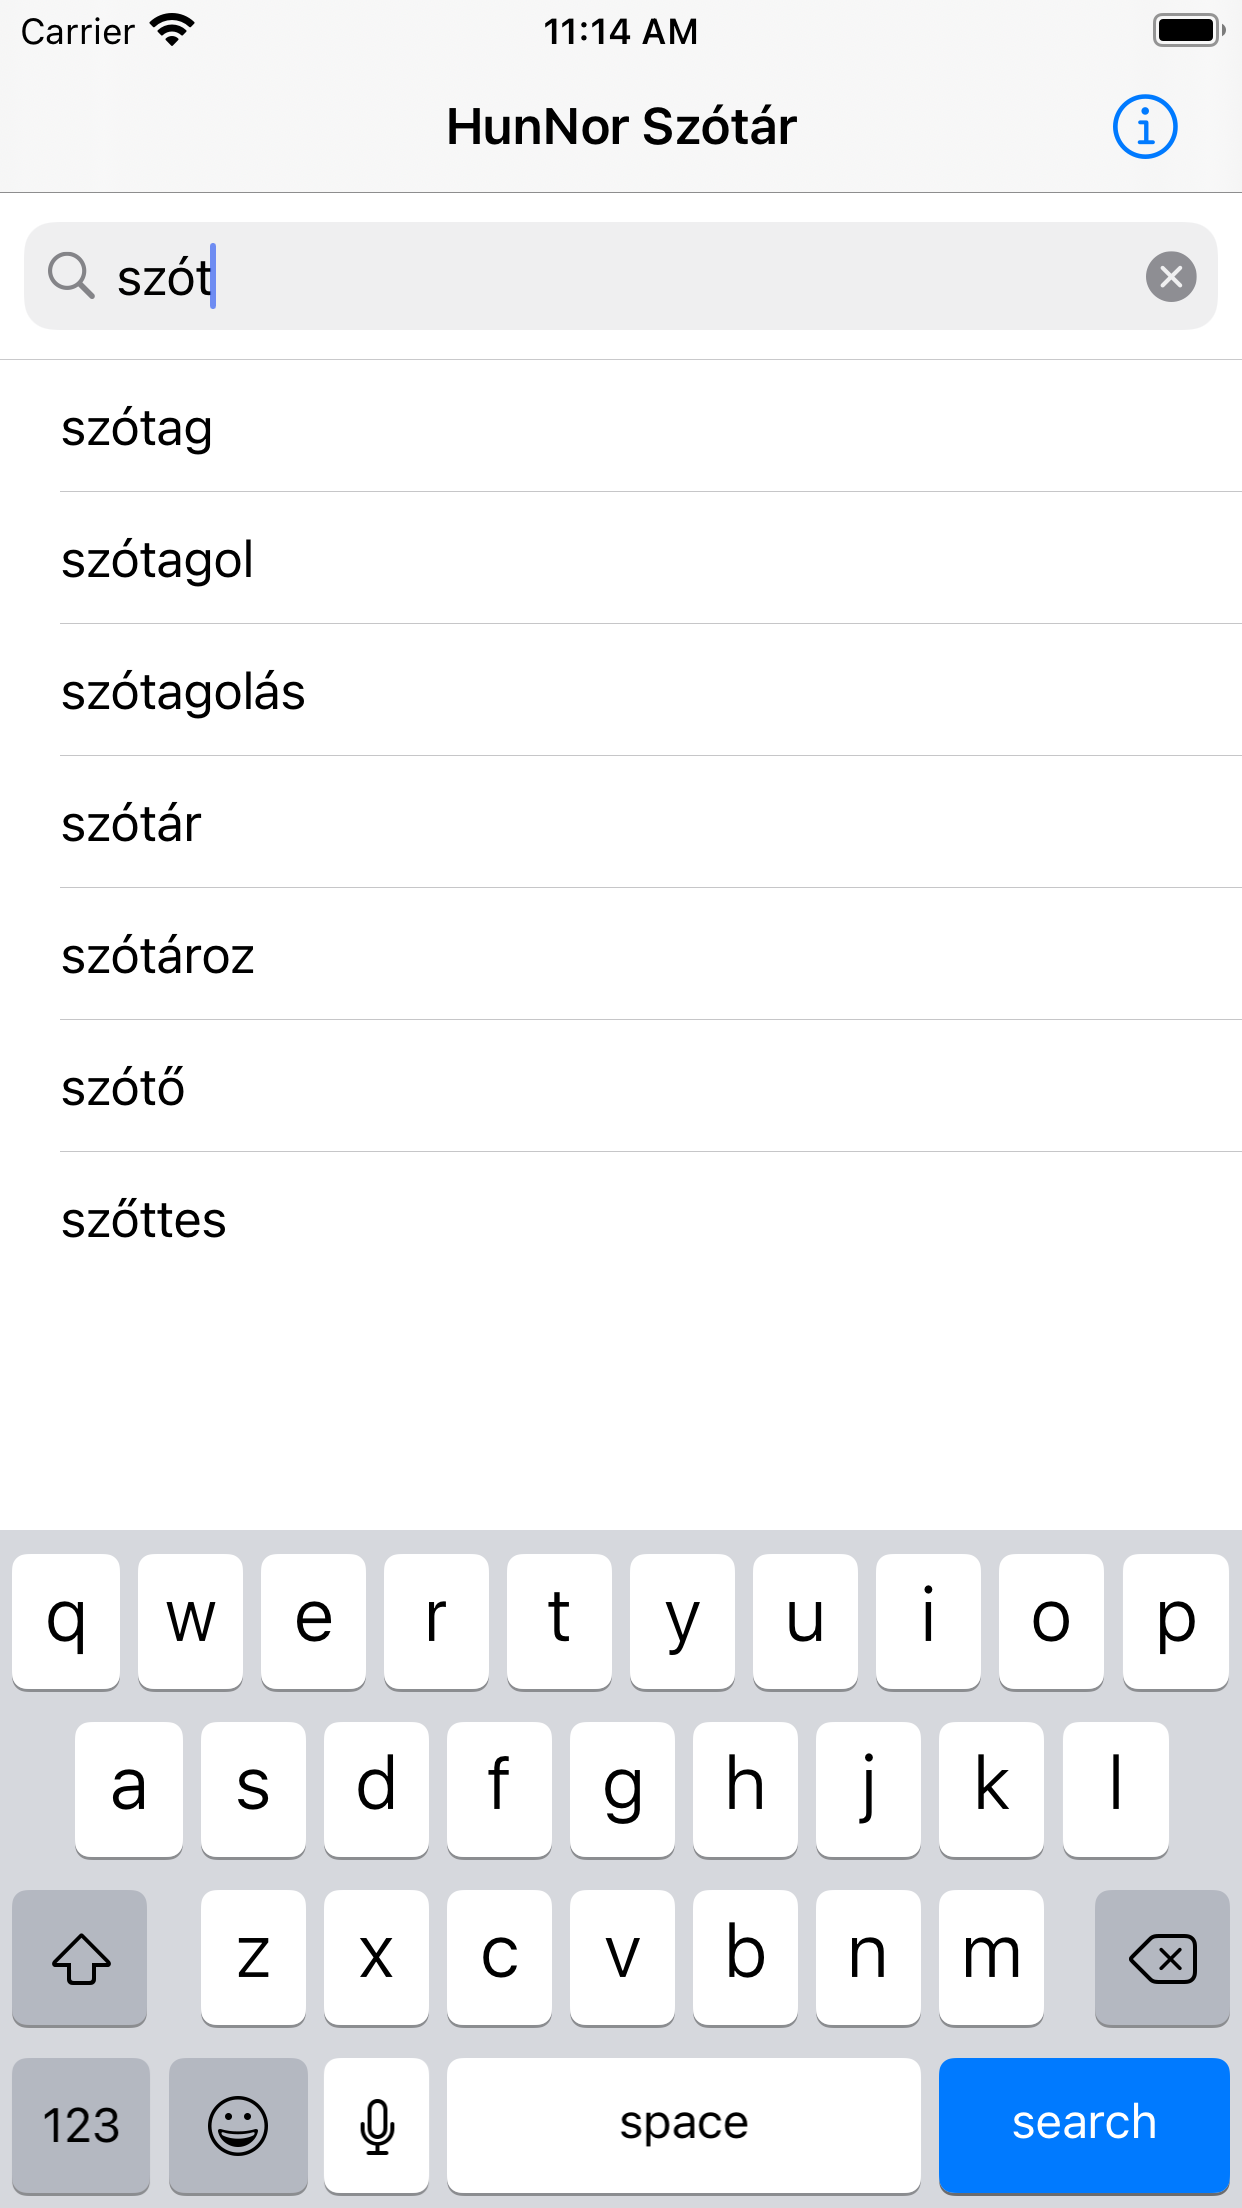 Carrier 11:14 AM
HunNor Szótár
szót
szótag
szótagol
szótagolás
szótár
szótároz
szótő
szőttes
q w e r t y u i o p
a s d f g h j k l
z x c v b n m
123 space search